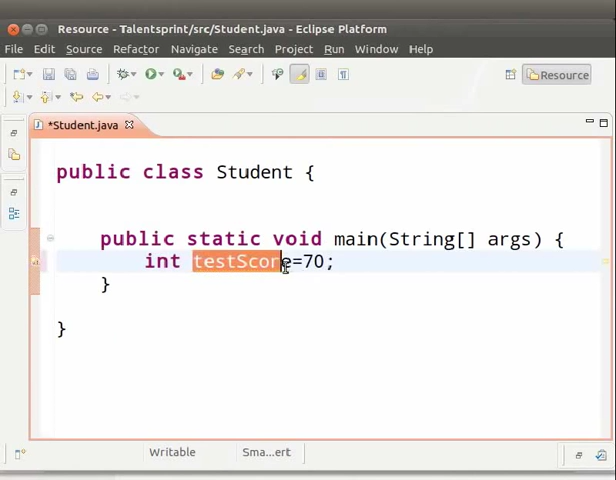 Resource - Talentsprint/src/Student.java - Eclipse Platform
File Edit Source Refactor Navigate Search Project Run Window Help
Resource
*Student.java
public class Student {
public static void main(String[] args) {
int testScore=70;
}
}
Writable Sma...ert